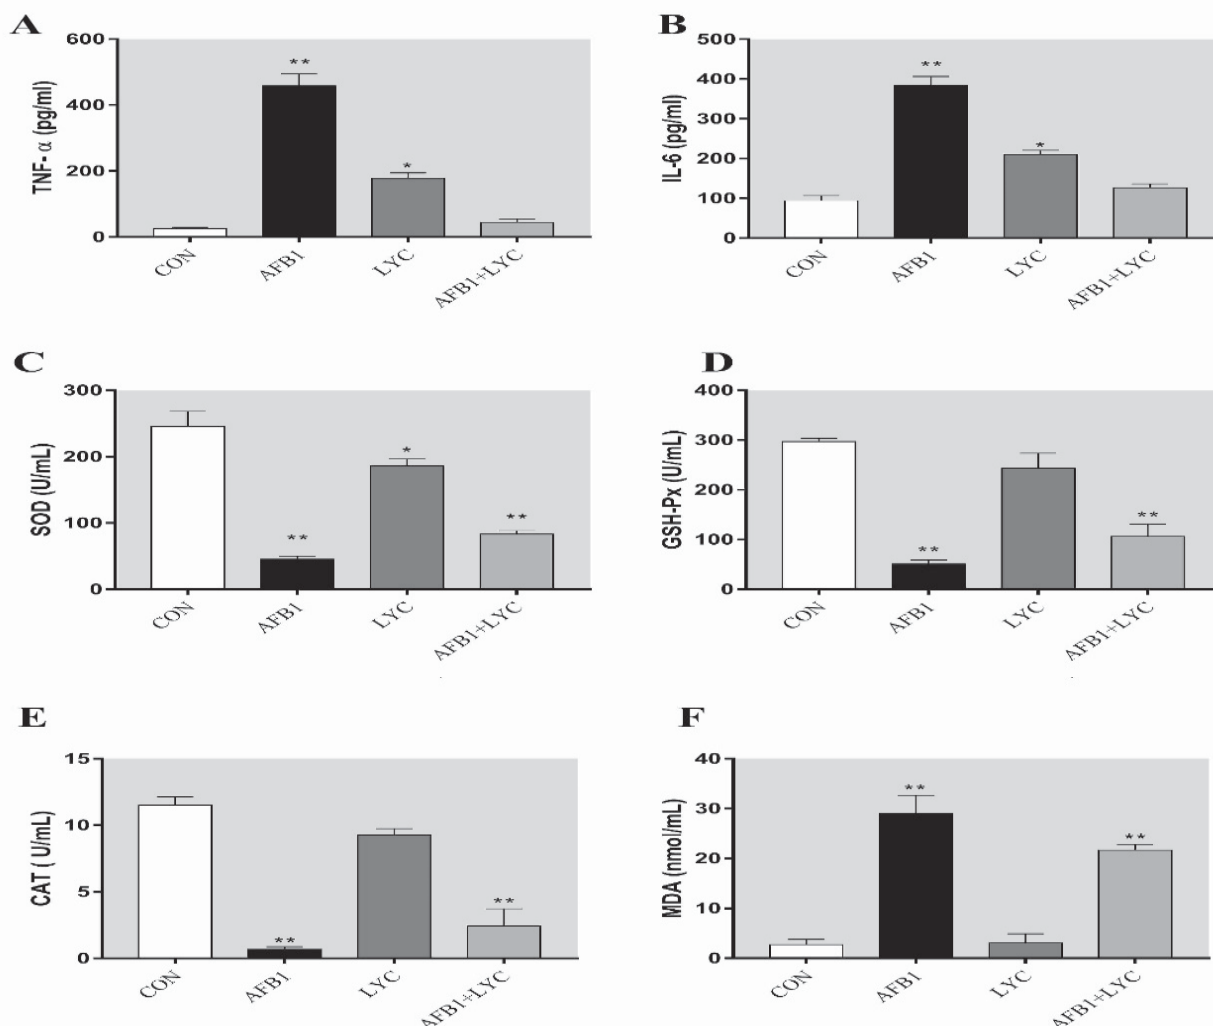 A
TNF- α (pg/ml)
600
400
200
0
**
*
CON
AFB1
LYC
AFB1+LYC
B
IL-6 (pg/ml)
500
400
300
200
100
0
**
*
CON
AFB1
LYC
AFB1+LYC
C
SOD (U/mL)
300
200
100
0
**
*
**
CON
AFB1
LYC
AFB1+LYC
D
GSH-Px (U/mL)
400
300
200
100
0
**
**
CON
AFB1
LYC
AFB1+LYC
E
CAT ( U/mL)
15
10
5
0
**
**
CON
AFB1
LYC
AFB1+LYC
F
MDA (nmol/mL)
40
30
20
10
0
**
**
CON
AFB1
LYC
AFB1+LYC